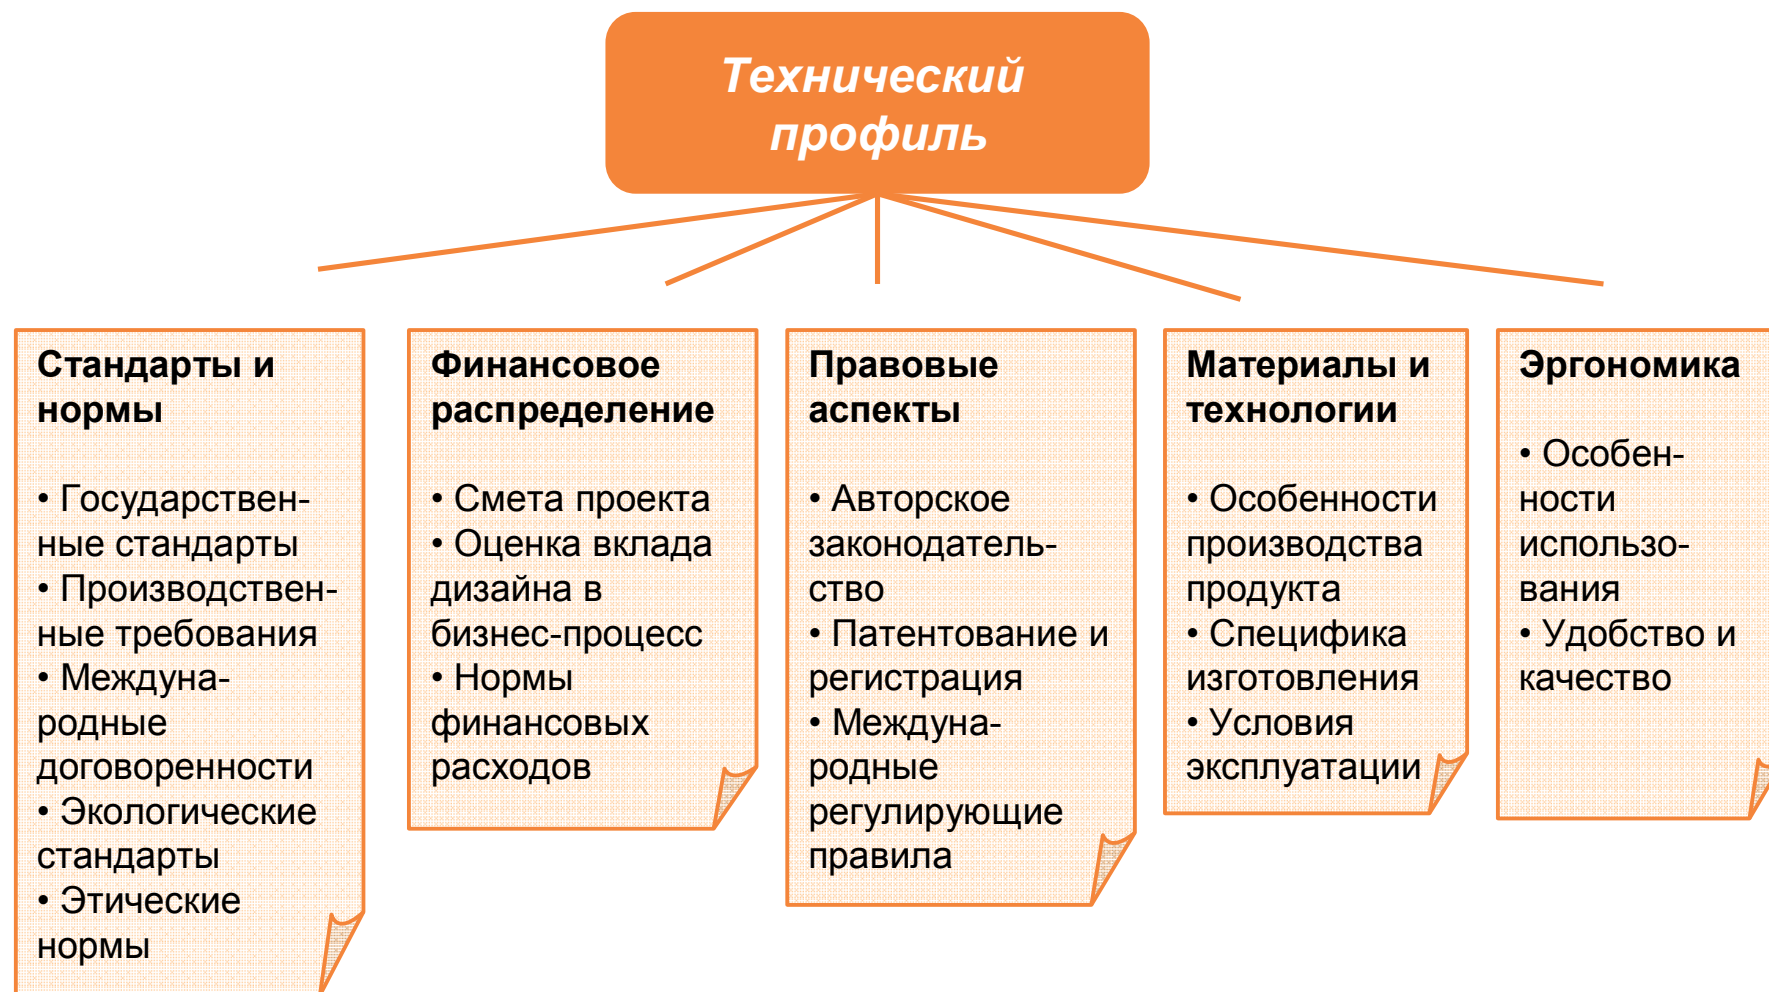 Технический
профиль
Стандарты и
нормы
• Государствен-
ные стандарты
• Производствен-
ные требования
• Междуна-
родные
договоренности
• Экологические
стандарты
• Этические
нормы
Финансовое
распределение
• Смета проекта
• Оценка вклада
дизайна в
бизнес-процесс
• Нормы
финансовых
расходов
Правовые
аспекты
• Авторское
законодатель-
ство
• Патентование и
регистрация
• Междуна-
родные
регулирующие
правила
Материалы и
технологии
• Особенности
производства
продукта
• Специфика
изготовления
• Условия
эксплуатации
Эргономика
• Особен-
ности
использо-
вания
• Удобство и
качество